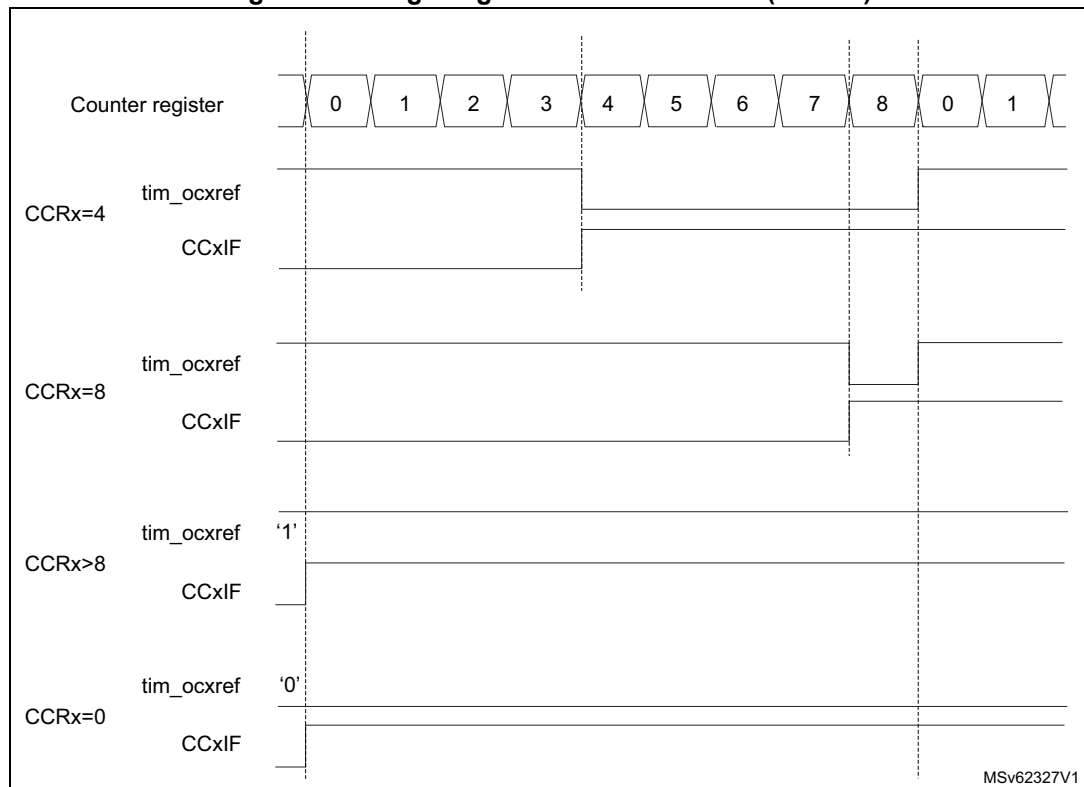 Counter register 0 1 2 3 4 5 6 7 8 0 1
tim_ocxref
CCRx=4
CCxIF
tim_ocxref
CCRx=8
CCxIF
tim_ocxref '1'
CCRx>8
CCxIF
tim_ocxref '0'
CCRx=0
CCxIF
MSv62327V1